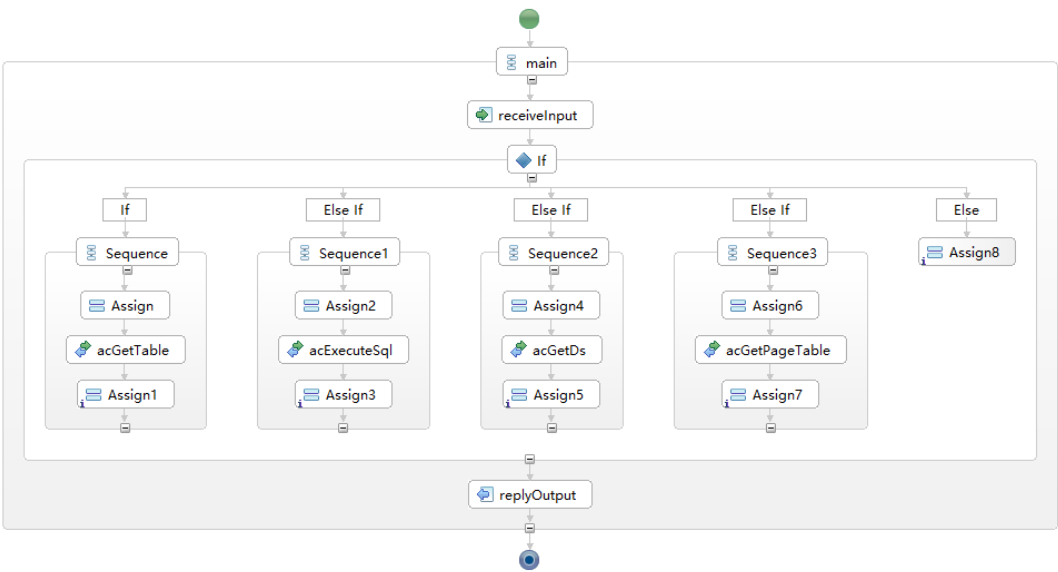 main
receiveInput
If
If
Else If
Else If
Else If
Else
Sequence
Sequence1
Sequence2
Sequence3
Assign8
Assign
Assign2
Assign4
Assign6
acGetTable
acExecuteSql
acGetDs
acGetPageTable
Assign1
Assign3
Assign5
Assign7
replyOutput